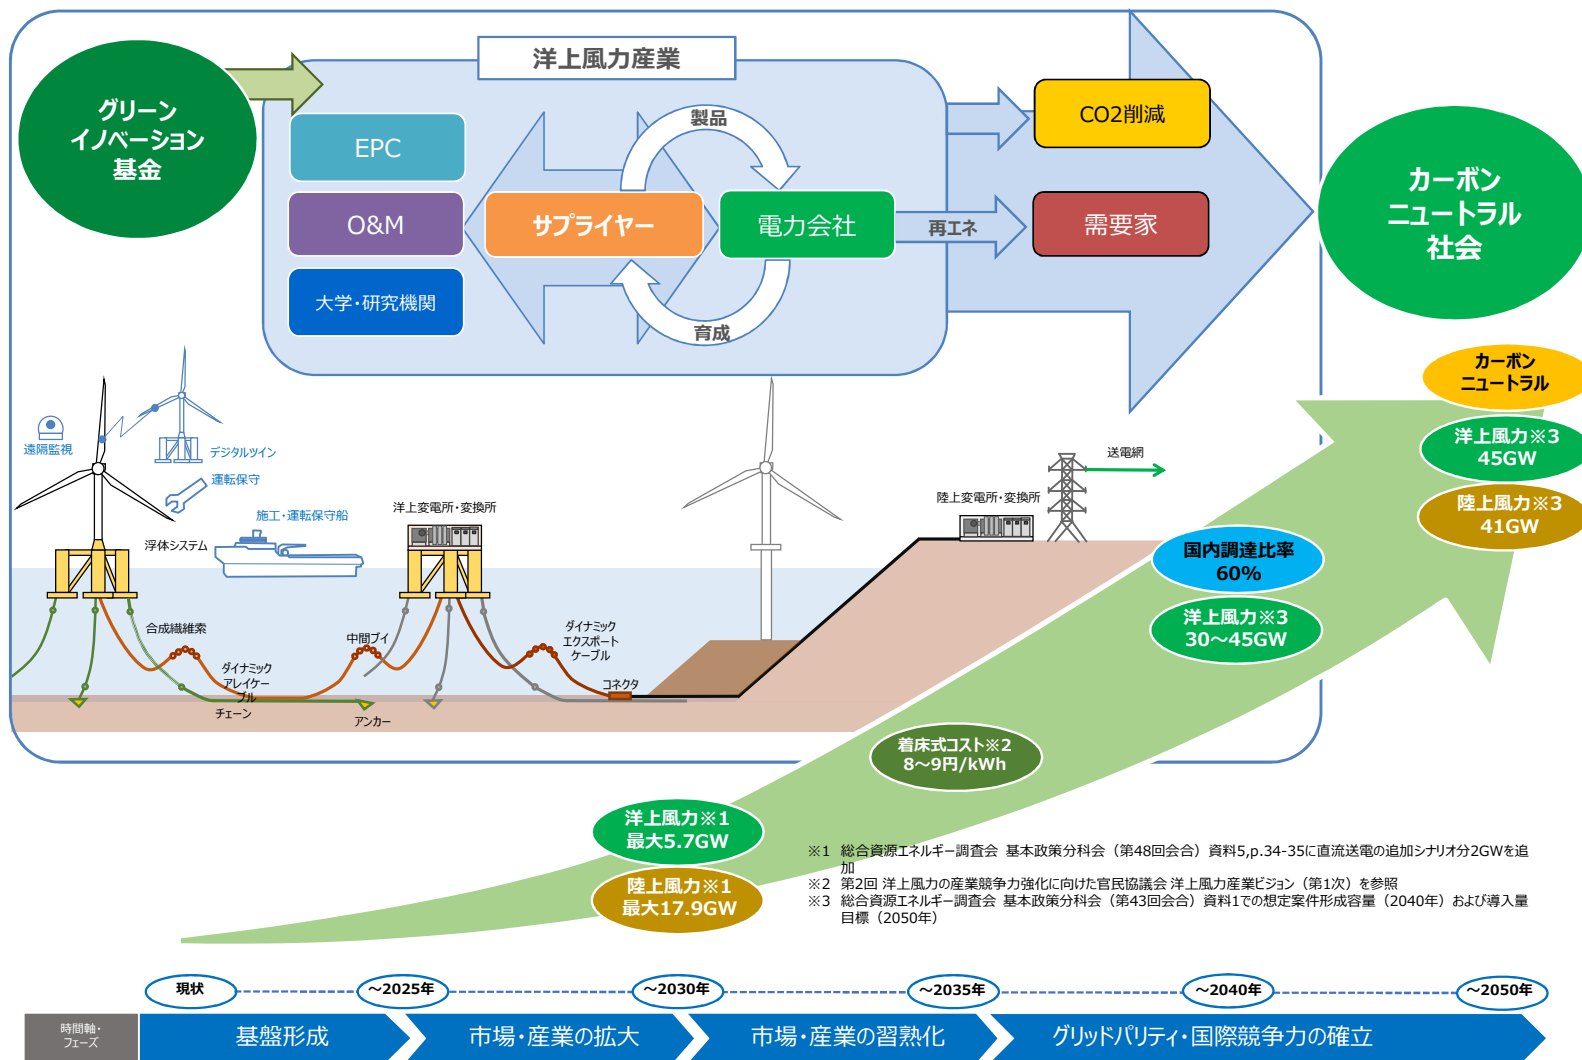 グリーン
イノベーション
基金
洋上風力産業
EPC
O&M
大学・研究機関
サプライヤー
製品
育成
電力会社
再エネ
CO2削減
需要家
カーボン
ニュートラル
社会
遠隔監視
デジタルツイン
運転保守
施工・運転保守船
浮体システム
洋上変電所・変換所
合成繊維索
ダイナミック
アレイケー
ブル
チェーン
中間ブイ
アンカー
ダイナミック
エクスポート
ケーブル
コネクタ
陸上変電所・変換所
送電網
カーボン
ニュートラル
洋上風力※3
45GW
陸上風力※3
41GW
国内調達比率
60%
洋上風力※3
30～45GW
着床式コスト※2
8～9円/kWh
洋上風力※1
最大5.7GW
陸上風力※1
最大17.9GW
※1 総合資源エネルギー調査会 基本政策分科会（第48回会合）資料5,p.34-35に直流送電の追加シナリオ分2GWを追
加
※2 第2回 洋上風力の産業競争力強化に向けた官民協議会 洋上風力産業ビジョン（第1次）を参照
※3 総合資源エネルギー調査会 基本政策分科会（第43回会合）資料1での想定案件形成容量（2040年）および導入量
目標（2050年）
現状
～2025年
～2030年
～2035年
～2040年
～2050年
時間軸・
フェーズ
基盤形成
市場・産業の拡大
市場・産業の習熟化
グリッドパリティ・国際競争力の確立